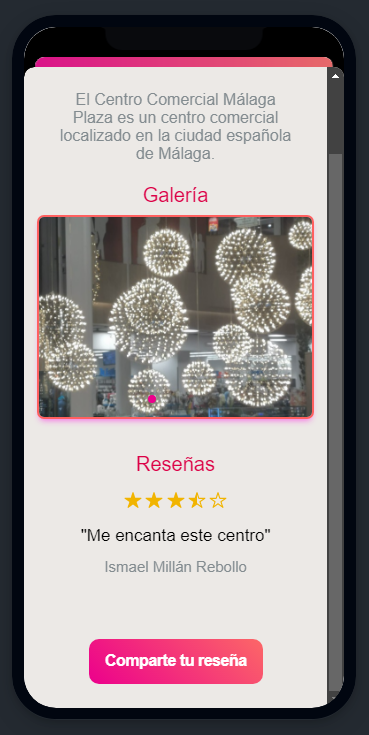 El Centro Comercial Málaga
Plaza es un centro comercial
localizado en la ciudad española
de Málaga.
Galería
Reseñas
"Me encanta este centro"
Ismael Millán Rebollo
Comparte tu reseña